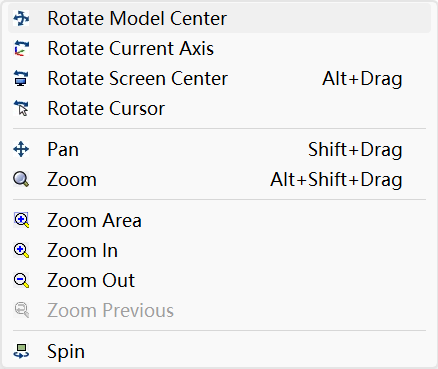 Rotate Model Center
Rotate Current Axis
Rotate Screen Center Alt+Drag
Rotate Cursor
Pan Shift+Drag
Zoom Alt+Shift+Drag
Zoom Area
Zoom In
Zoom Out
Zoom Previous
Spin